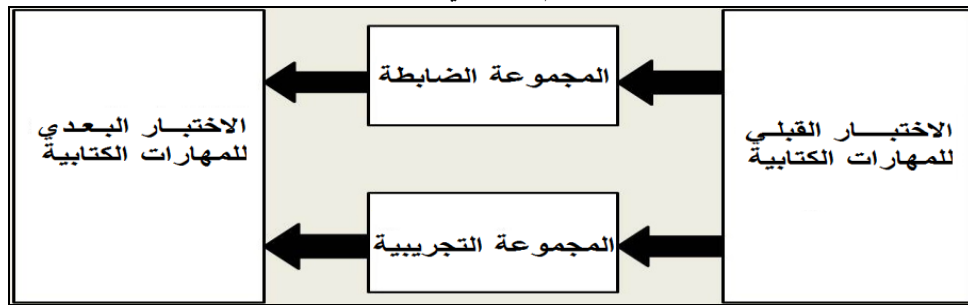 الاختبار القبلي
للمهارات الكتابية
المجموعة الضابطة
المجموعة التجريبية
الاختبار البعدي
للمهارات الكتابية